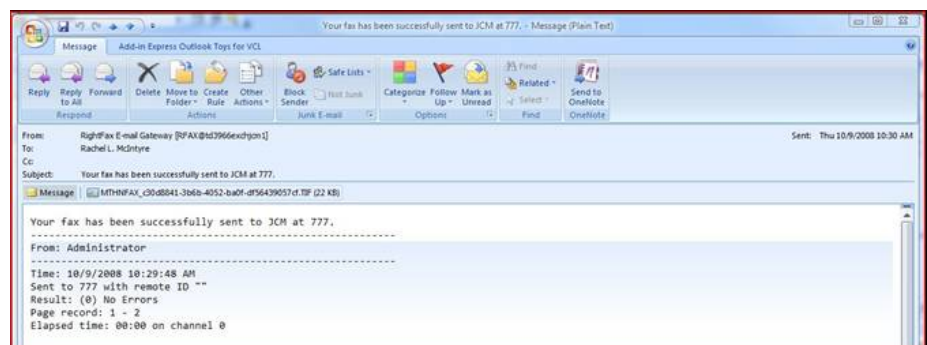 Your fax has been successfully sent to JCM at 777. - Message (Plain Text)
Message Add-in Express Outlook Toys for VCL
Reply Reply to All Forward Delete Move to Folder Create Rule Other Actions Block Sender Safe Lists Not Junk Categorize Follow Up Mark as Unread Find Related Select Send to OneNote
Respond Actions Junk E-mail Options Find OneNote
From: RightFax E-mail Gateway [RFAX@td3966exchjcn1] Sent: Thu 10/9/2008 10:30 AM
To: Rachel L. McIntyre
Cc:
Subject: Your fax has been successfully sent to JCM at 777.
Message MTHNFAX_c30d8841-3b6b-4052-ba0f-df56439057cf.TIF (22 KB)
Your fax has been successfully sent to JCM at 777.
------------------------------------------------------------
From: Administrator
------------------------------------------------------------
Time: 10/9/2008 10:29:48 AM
Sent to 777 with remote ID ""
Result: (0) No Errors
Page record: 1 - 2
Elapsed time: 00:00 on channel 0